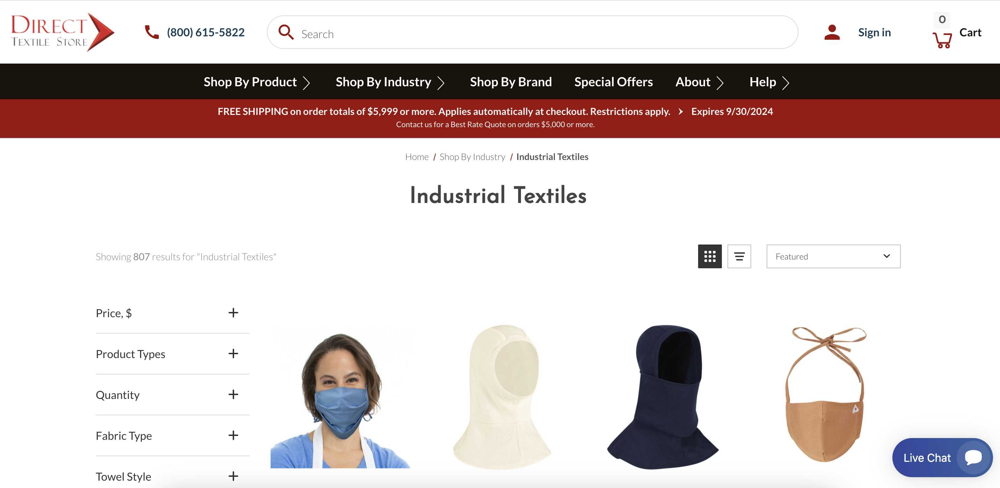 DIRECT
TEXTILE STORE
(800) 615-5822
Search
Sign in
0
Cart
Shop By Product
Shop By Industry
Shop By Brand
Special Offers
About
Help
FREE SHIPPING on order totals of $5,999 or more. Applies automatically at checkout. Restrictions apply. Expires 9/30/2024
Contact us for a Best Rate Quote on orders $5,000 or more.
Home / Shop By Industry / Industrial Textiles
Industrial Textiles
Showing 807 results for "Industrial Textiles"
Featured
Price, $
Product Types
Quantity
Fabric Type
Towel Style
Live Chat